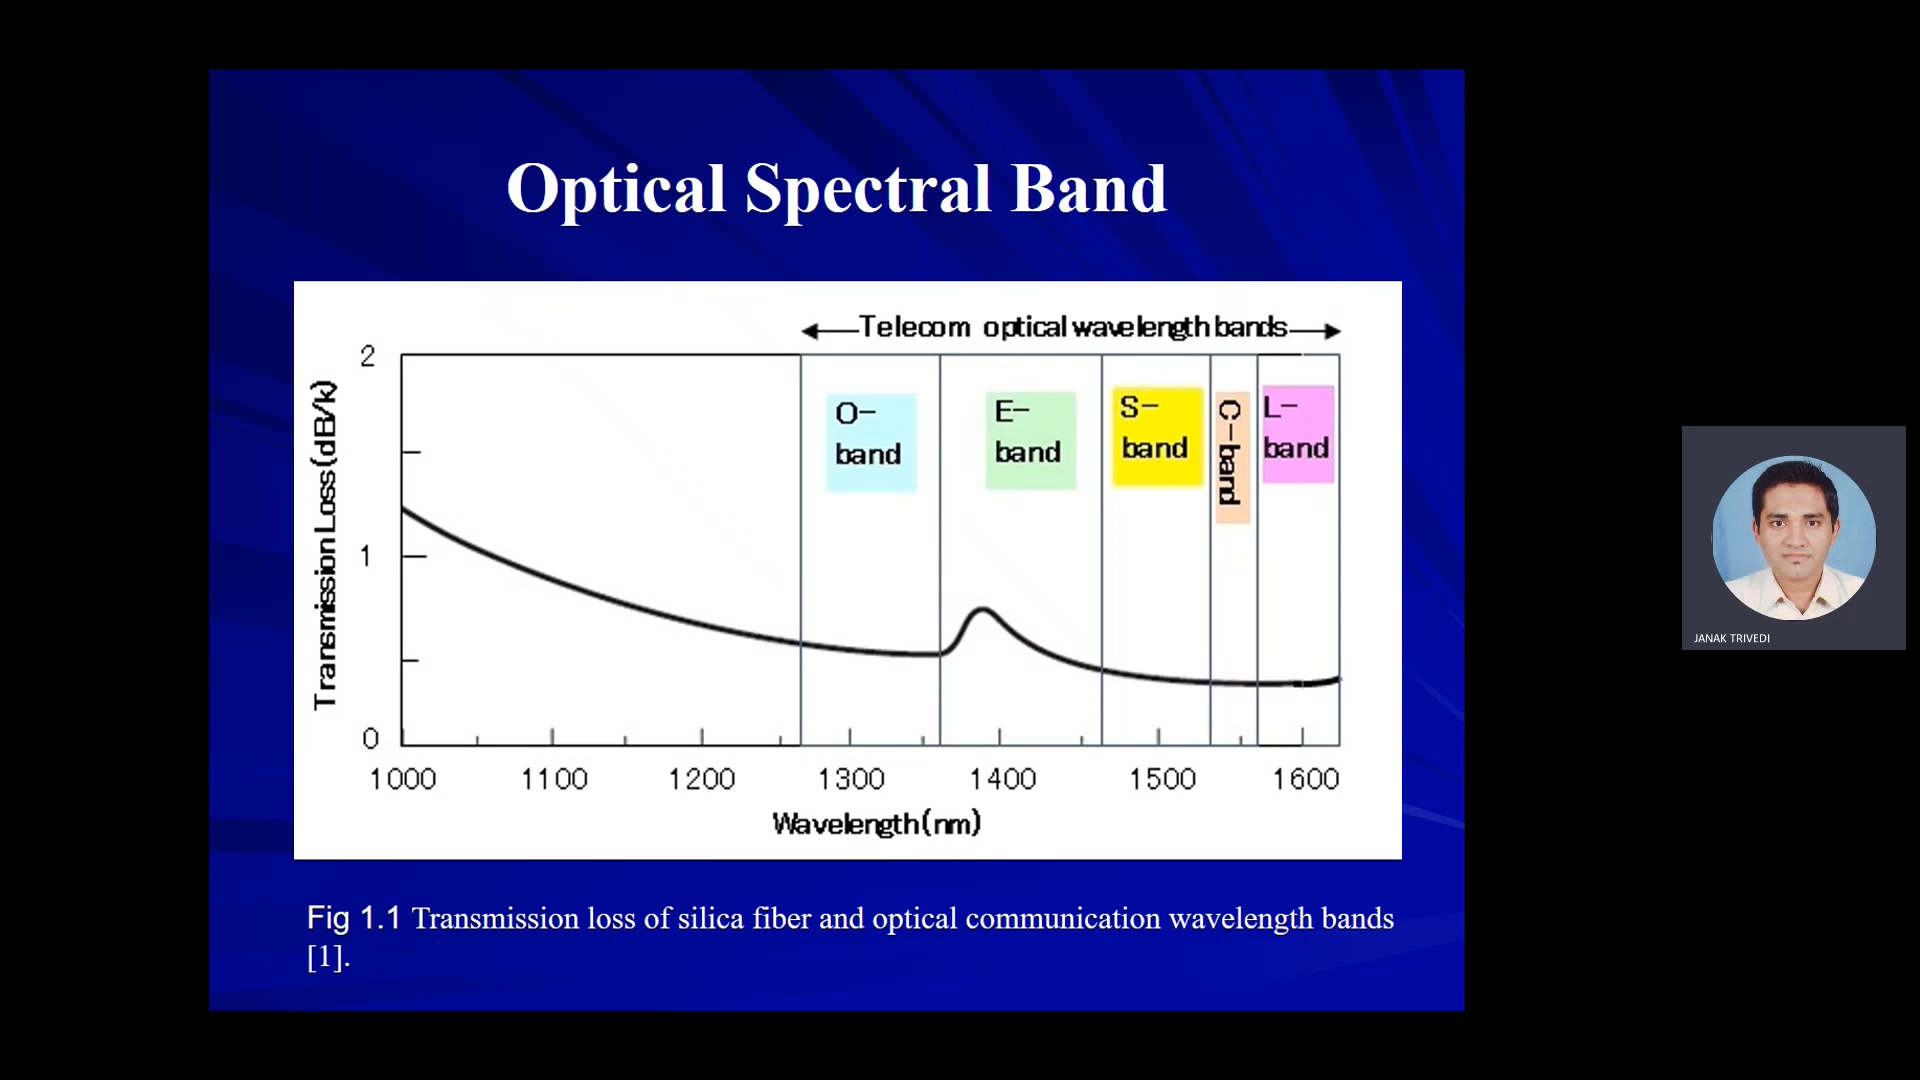 Optical Spectral Band
Telecom optical wavelength bands
2
1
0
Transmission Loss(dB/k)
O-
band
E-
band
S-
band
C-band
L-
band
1000 1100 1200 1300 1400 1500 1600
Wavelength(nm)
Fig 1.1 Transmission loss of silica fiber and optical communication wavelength bands
[1].
JANAK TRIVEDI